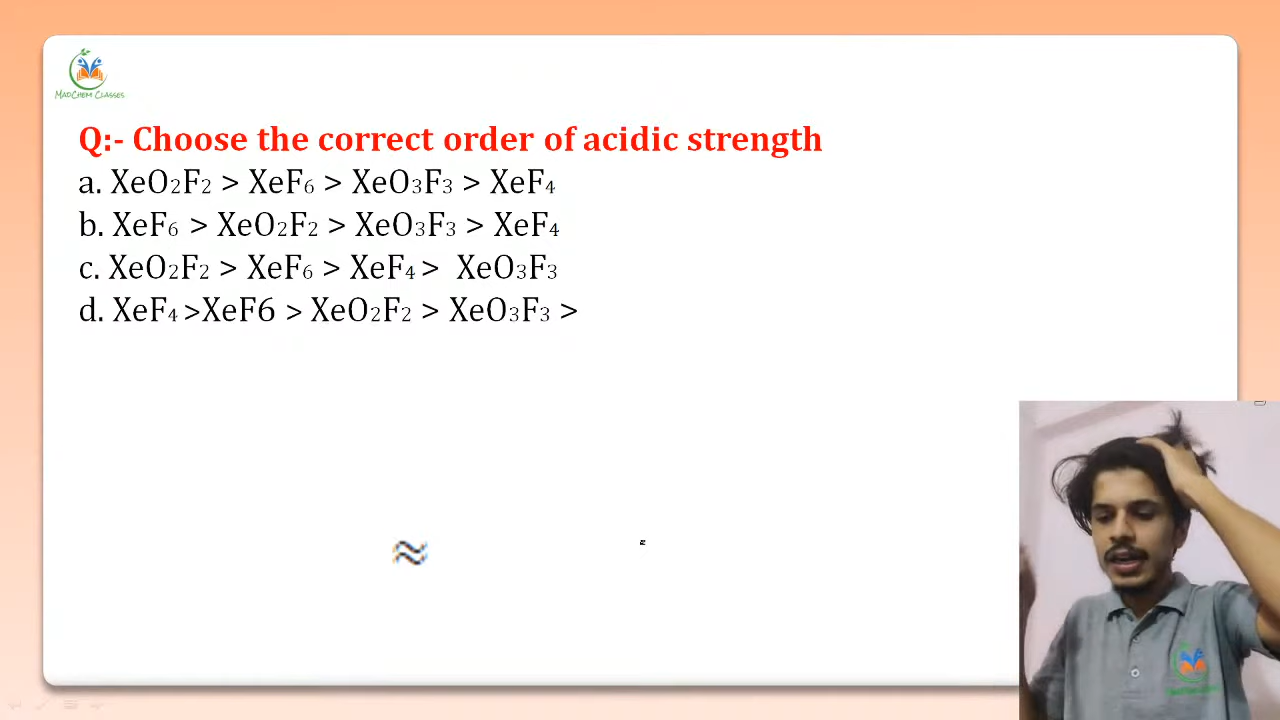 MadChem Classes
Q:- Choose the correct order of acidic strength
a. XeO₂F₂ > XeF₆ > XeO₃F₃ > XeF₄
b. XeF₆ > XeO₂F₂ > XeO₃F₃ > XeF₄
c. XeO₂F₂ > XeF₆ > XeF₄ > XeO₃F₃
d. XeF₄ >XeF6 > XeO₂F₂ > XeO₃F₃ >
≈